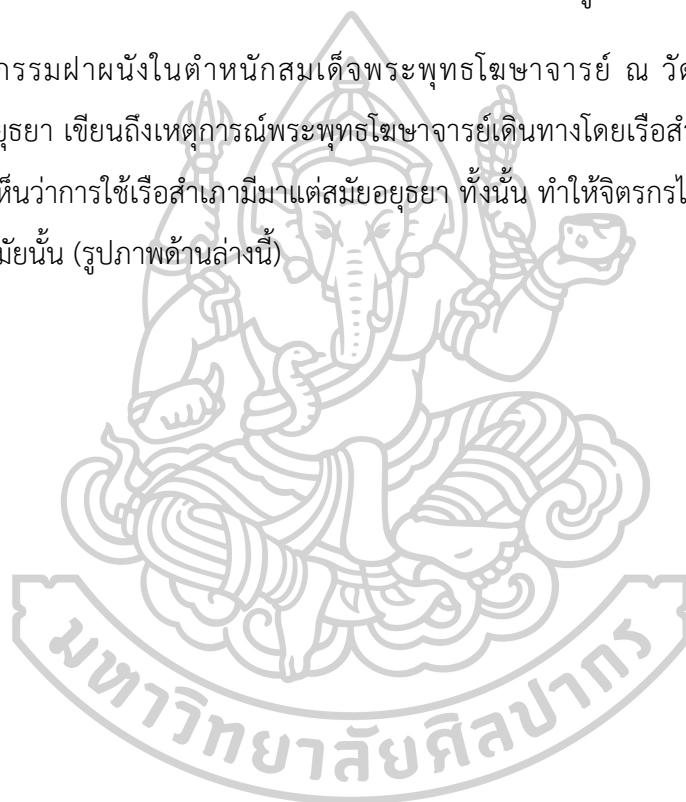 กรรมฝาผนังในตำหนักสมเด็จพระพุทธโฆษาจารย์ ณ วัด
ยุธยา เขียนถึงเหตุการณ์พระพุทธโฆษาจารย์เดินทางโดยเรือสำ
ห็นว่าการใช้เรือสำเภามีมาแต่สมัยอยุธยา ทั้งนั้น ทำให้จิตรกรไ
มัยนั้น (รูปภาพด้านล่างนี้)
มหาวิทยาลัยศิลปากร